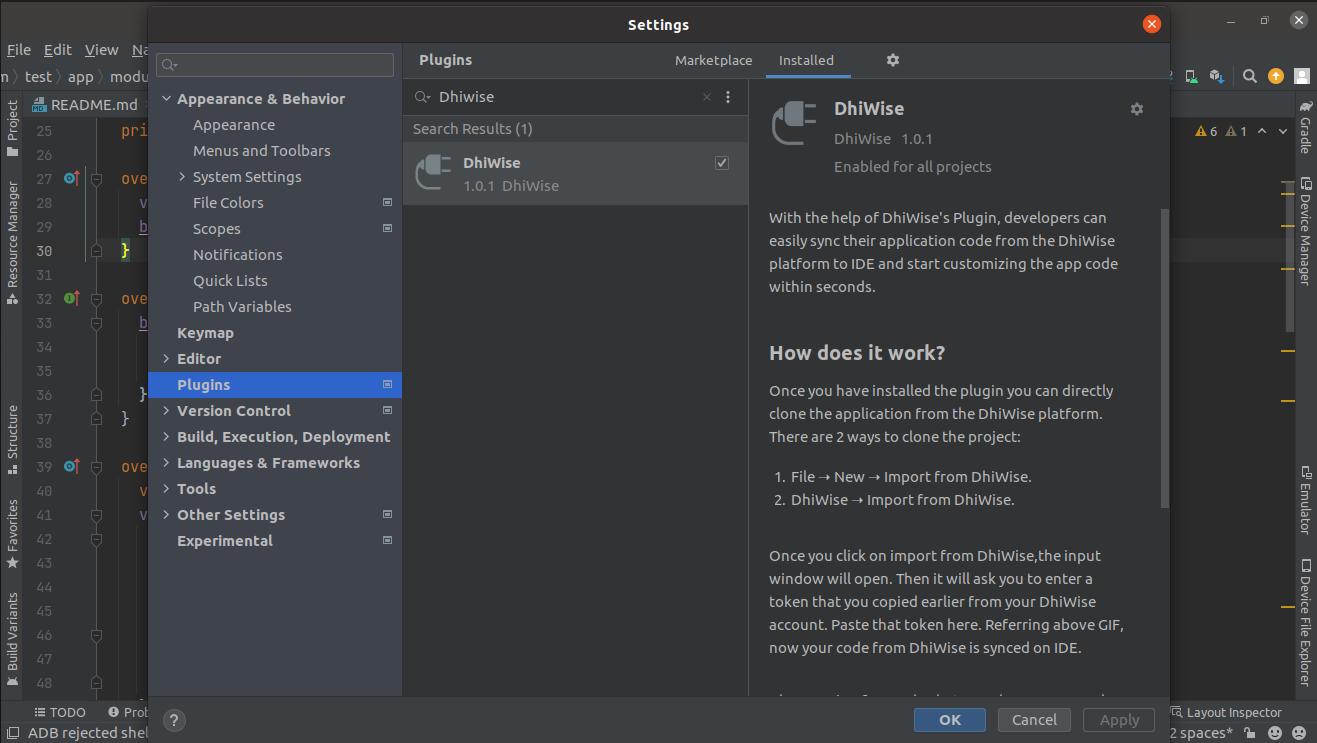 Settings
File Edit View Na
test app modu
README.md
25 pri
26
27 ove
28 v
29 b
30 }
31
32 ove
33 b
34
35
36 }
37 }
38
39 ove
40 v
41 v
42
43
44
45
46
47
48
Project
Resource Manager
Structure
Favorites
Build Variants
Appearance & Behavior
Appearance
Menus and Toolbars
System Settings
File Colors
Scopes
Notifications
Quick Lists
Path Variables
Keymap
Editor
Plugins
Version Control
Build, Execution, Deployment
Languages & Frameworks
Tools
Other Settings
Experimental
Plugins
Marketplace
Installed
Dhiwise
Search Results (1)
DhiWise
1.0.1 DhiWise
DhiWise
DhiWise 1.0.1
Enabled for all projects
With the help of DhiWise's Plugin, developers can
easily sync their application code from the DhiWise
platform to IDE and start customizing the app code
within seconds.
How does it work?
Once you have installed the plugin you can directly
clone the application from the DhiWise platform.
There are 2 ways to clone the project:
1. File → New → Import from DhiWise.
2. DhiWise → Import from DhiWise.
Once you click on import from DhiWise,the input
window will open. Then it will ask you to enter a
token that you copied earlier from your DhiWise
account. Paste that token here. Referring above GIF,
now your code from DhiWise is synced on IDE.
?
OK
Cancel
Apply
6 1
Gradle
Device Manager
Emulator
Device File Explorer
TODO
Prob
Layout Inspector
ADB rejected shel
2 spaces*